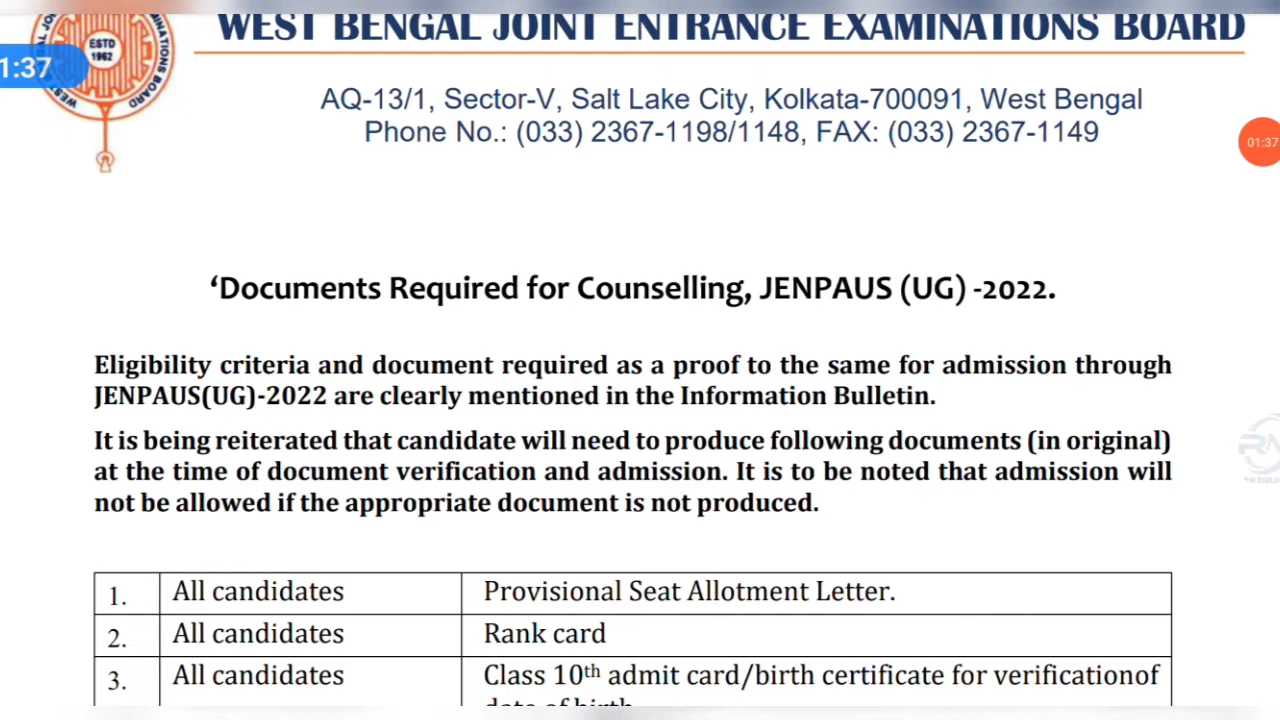 WEST BENGAL JOINT ENTRANCE EXAMINATIONS BOARD
ESTD
1962
1:37
AQ-13/1, Sector-V, Salt Lake City, Kolkata-700091, West Bengal
Phone No.: (033) 2367-1198/1148, FAX: (033) 2367-1149
01:37
‘Documents Required for Counselling, JENPAUS (UG) -2022.
Eligibility criteria and document required as a proof to the same for admission through
JENPAUS(UG)-2022 are clearly mentioned in the Information Bulletin.
It is being reiterated that candidate will need to produce following documents (in original)
at the time of document verification and admission. It is to be noted that admission will
not be allowed if the appropriate document is not produced.
1. All candidates Provisional Seat Allotment Letter.
2. All candidates Rank card
3. All candidates Class 10th admit card/birth certificate for verificationof
date of birth